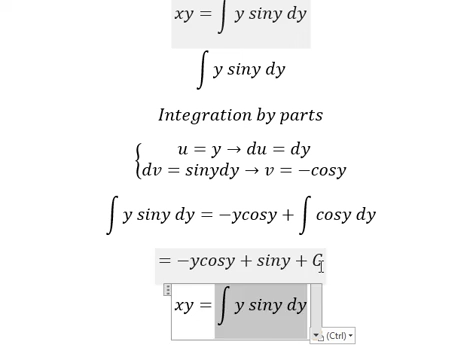 xy = ∫ y siny dy
∫ y siny dy
Integration by parts
{ u = y → du = dy
dv = sinydy → v = −cosy
∫ y siny dy = −ycosy + ∫ cosy dy
= −ycosy + siny + C
xy = ∫ y siny dy
(Ctrl)